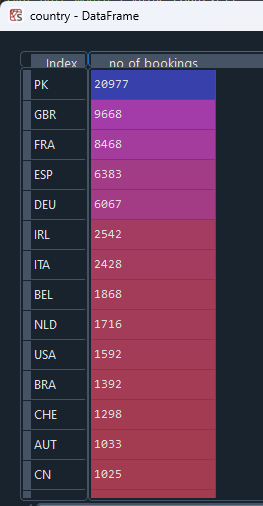 country - DataFrame
Index no of bookings
PK 20977
GBR 9668
FRA 8468
ESP 6383
DEU 6067
IRL 2542
ITA 2428
BEL 1868
NLD 1716
USA 1592
BRA 1392
CHE 1298
AUT 1033
CN 1025